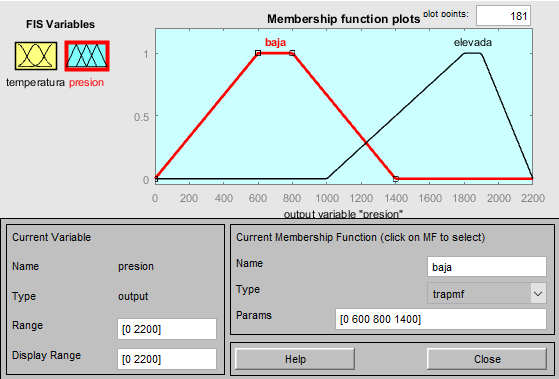 FIS Variables
temperatura presion
Membership function plots plot points: 181
baja elevada
1
0.5
0
0 200 400 600 800 1000 1200 1400 1600 1800 2000 2200
output variable "presion"
Current Variable
Name presion
Type output
Range [0 2200]
Display Range [0 2200]
Current Membership Function (click on MF to select)
Name baja
Type trapmf
Params [0 600 800 1400]
Help Close